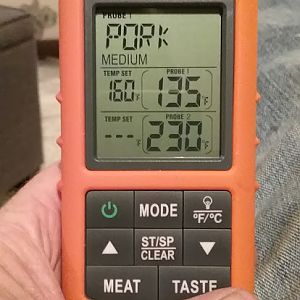 PROBE 1
PORK
MEDIUM
TEMP SET PROBE 1
160°F 135°F
TEMP SET PROBE 2
---°F 230°F
MODE °F/°C
ST/SP
CLEAR
MEAT TASTE